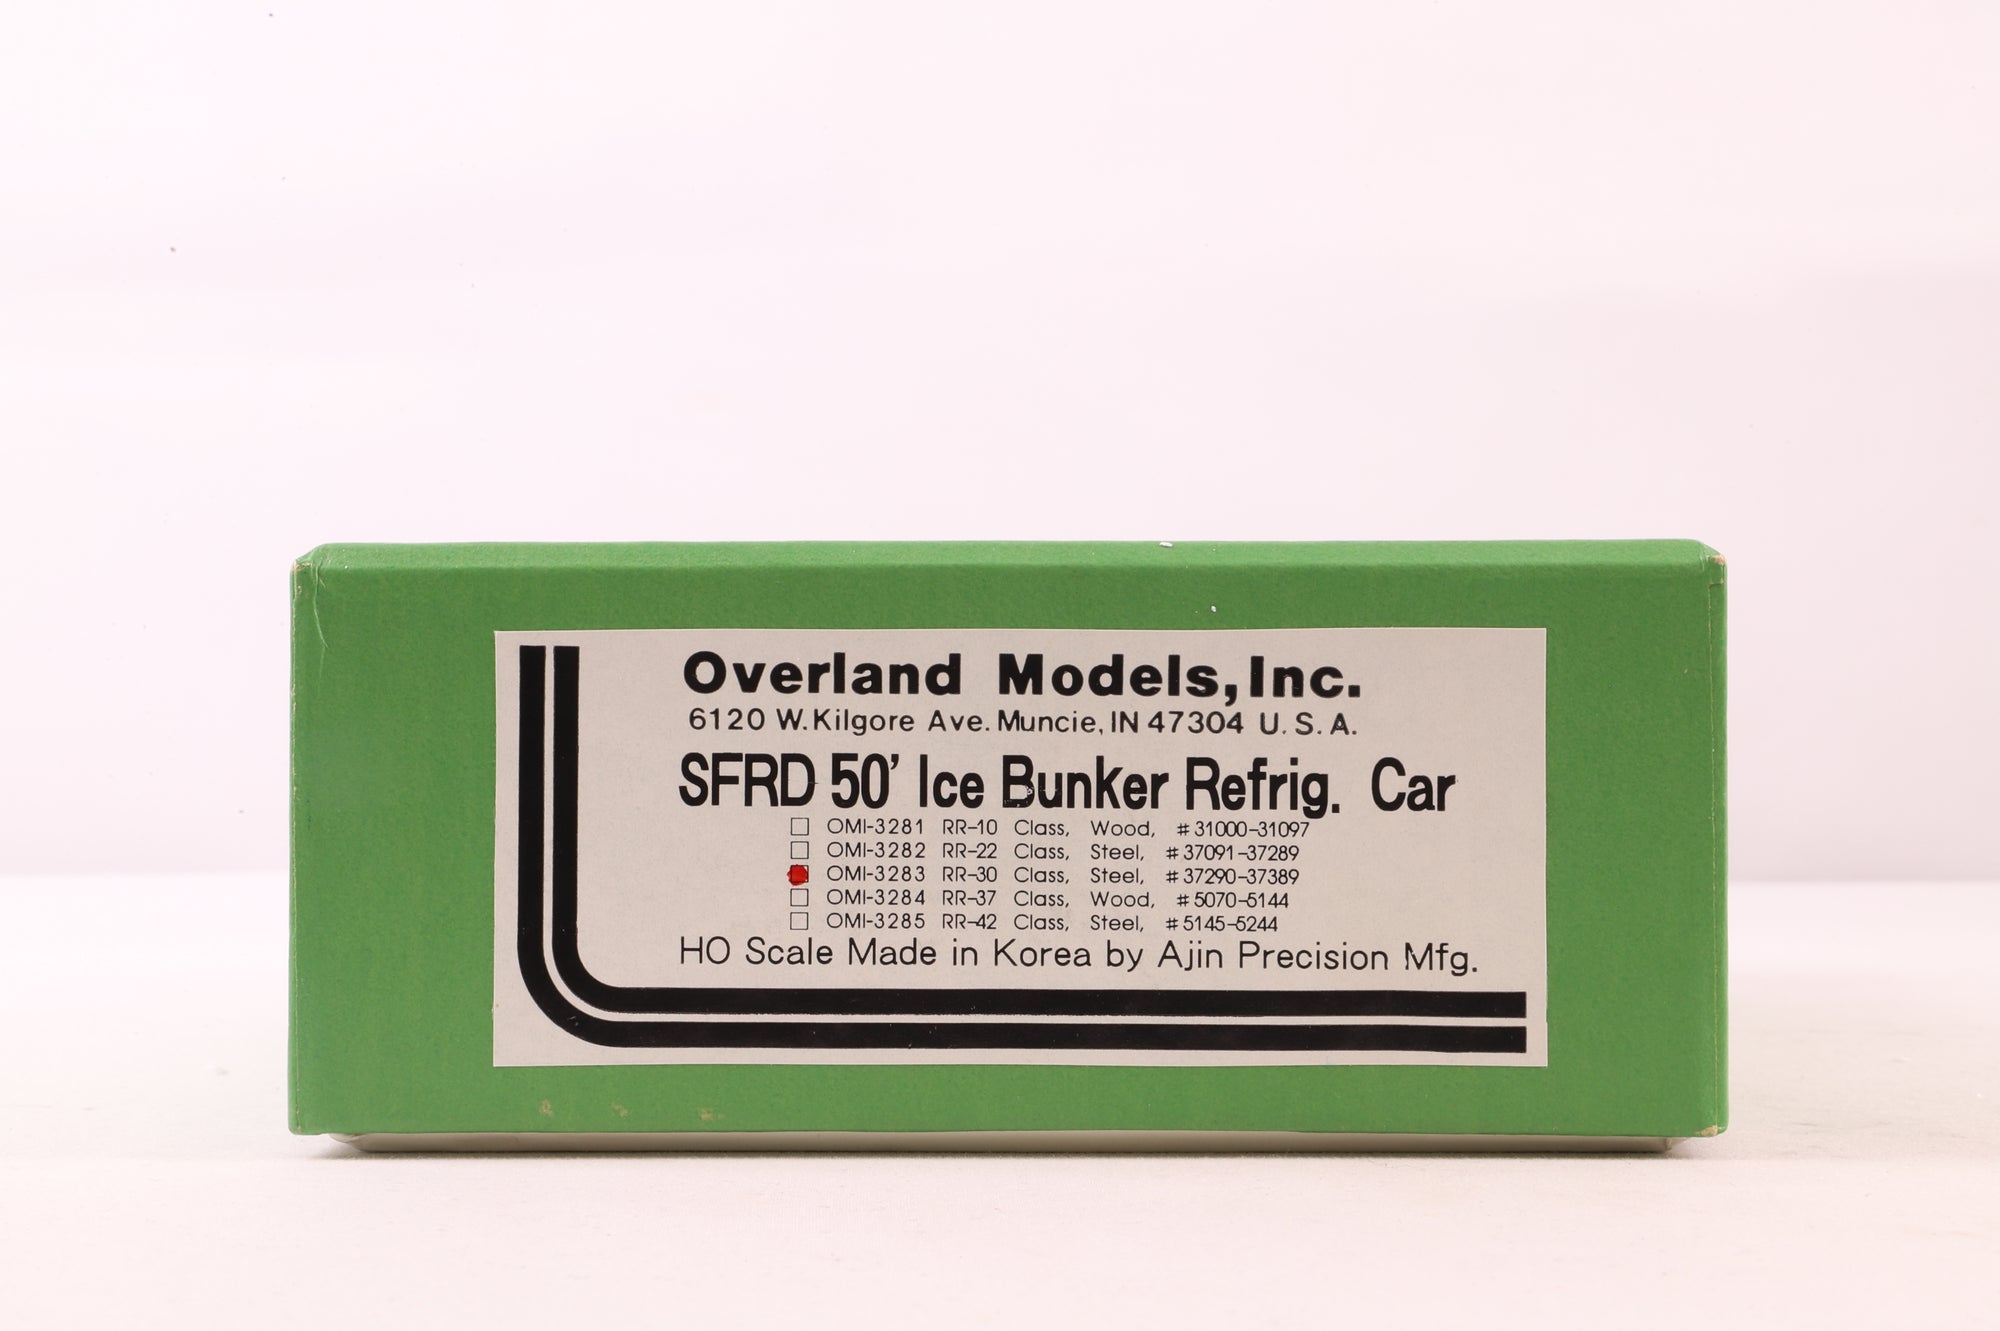 Overland Models, Inc.
6120 W. Kilgore Ave. Muncie, IN 47304 U.S.A.
SFRD 50' Ice Bunker Refrig. Car
OMI-3281 RR-10 Class, Wood, #31000-31097
OMI-3282 RR-22 Class, Steel, #37091-37289
OMI-3283 RR-30 Class, Steel, #37290-37389
OMI-3284 RR-37 Class, Wood, #5070-5144
OMI-3285 RR-42 Class, Steel, #5145-5244
HO Scale Made in Korea by Ajin Precision Mfg.